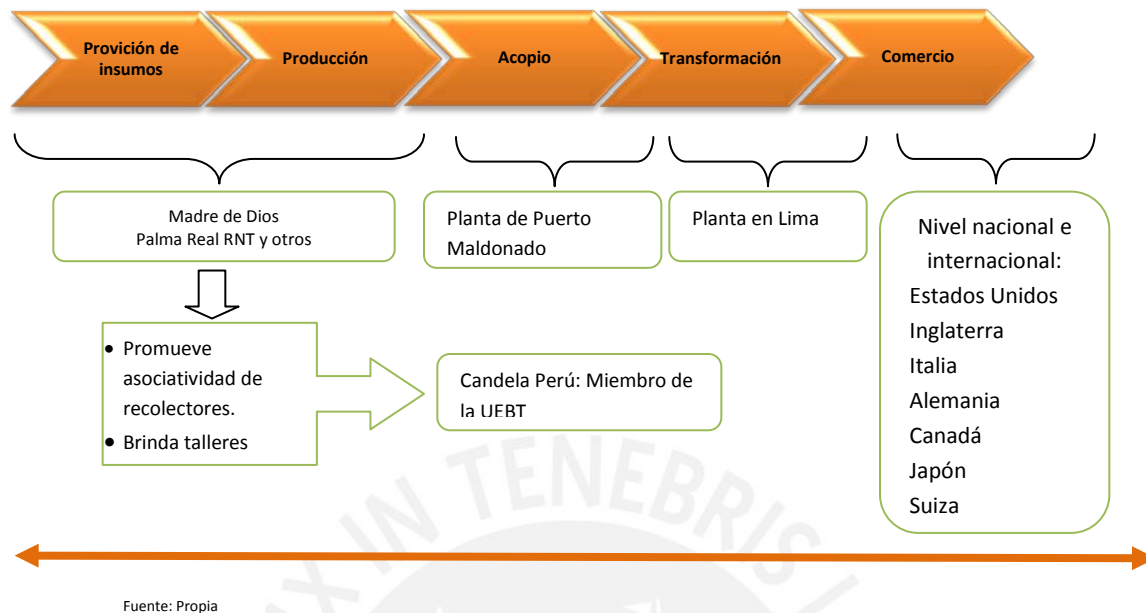 Provición de
insumos
Producción
Acopio
Transformación
Comercio
Madre de Dios
Palma Real RNT y otros
Planta de Puerto
Maldonado
Planta en Lima
Nivel nacional e
internacional:
Estados Unidos
Inglaterra
Italia
Alemania
Canadá
Japón
Suiza
• Promueve
asociatividad de
recolectores.
• Brinda talleres
Candela Perú: Miembro de
la UEBT
IN TENEBRIS
Fuente: Propia